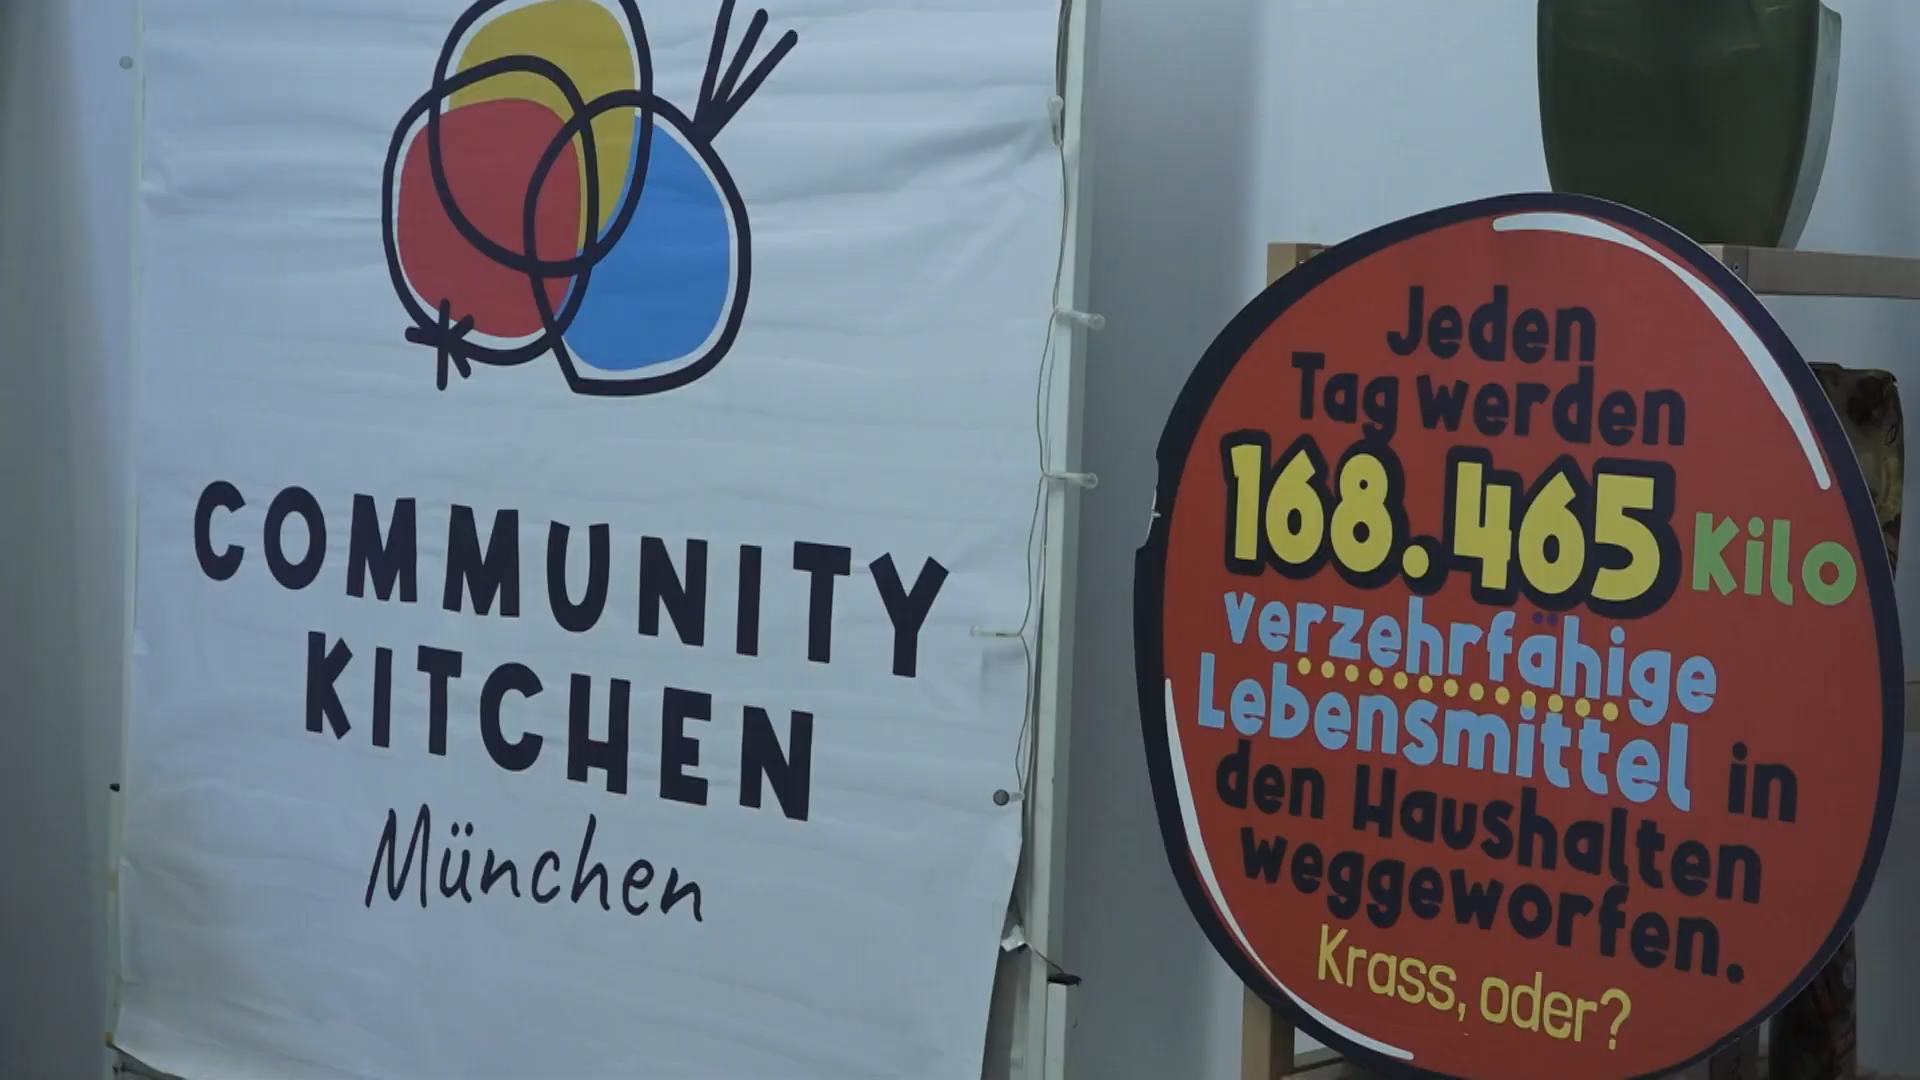 COMMUNITY
KITCHEN
München
Jeden
Tag werden
168.465 Kilo
verzehrfähige
Lebensmittel in
den Haushalten
weggeworfen.
Krass, oder?